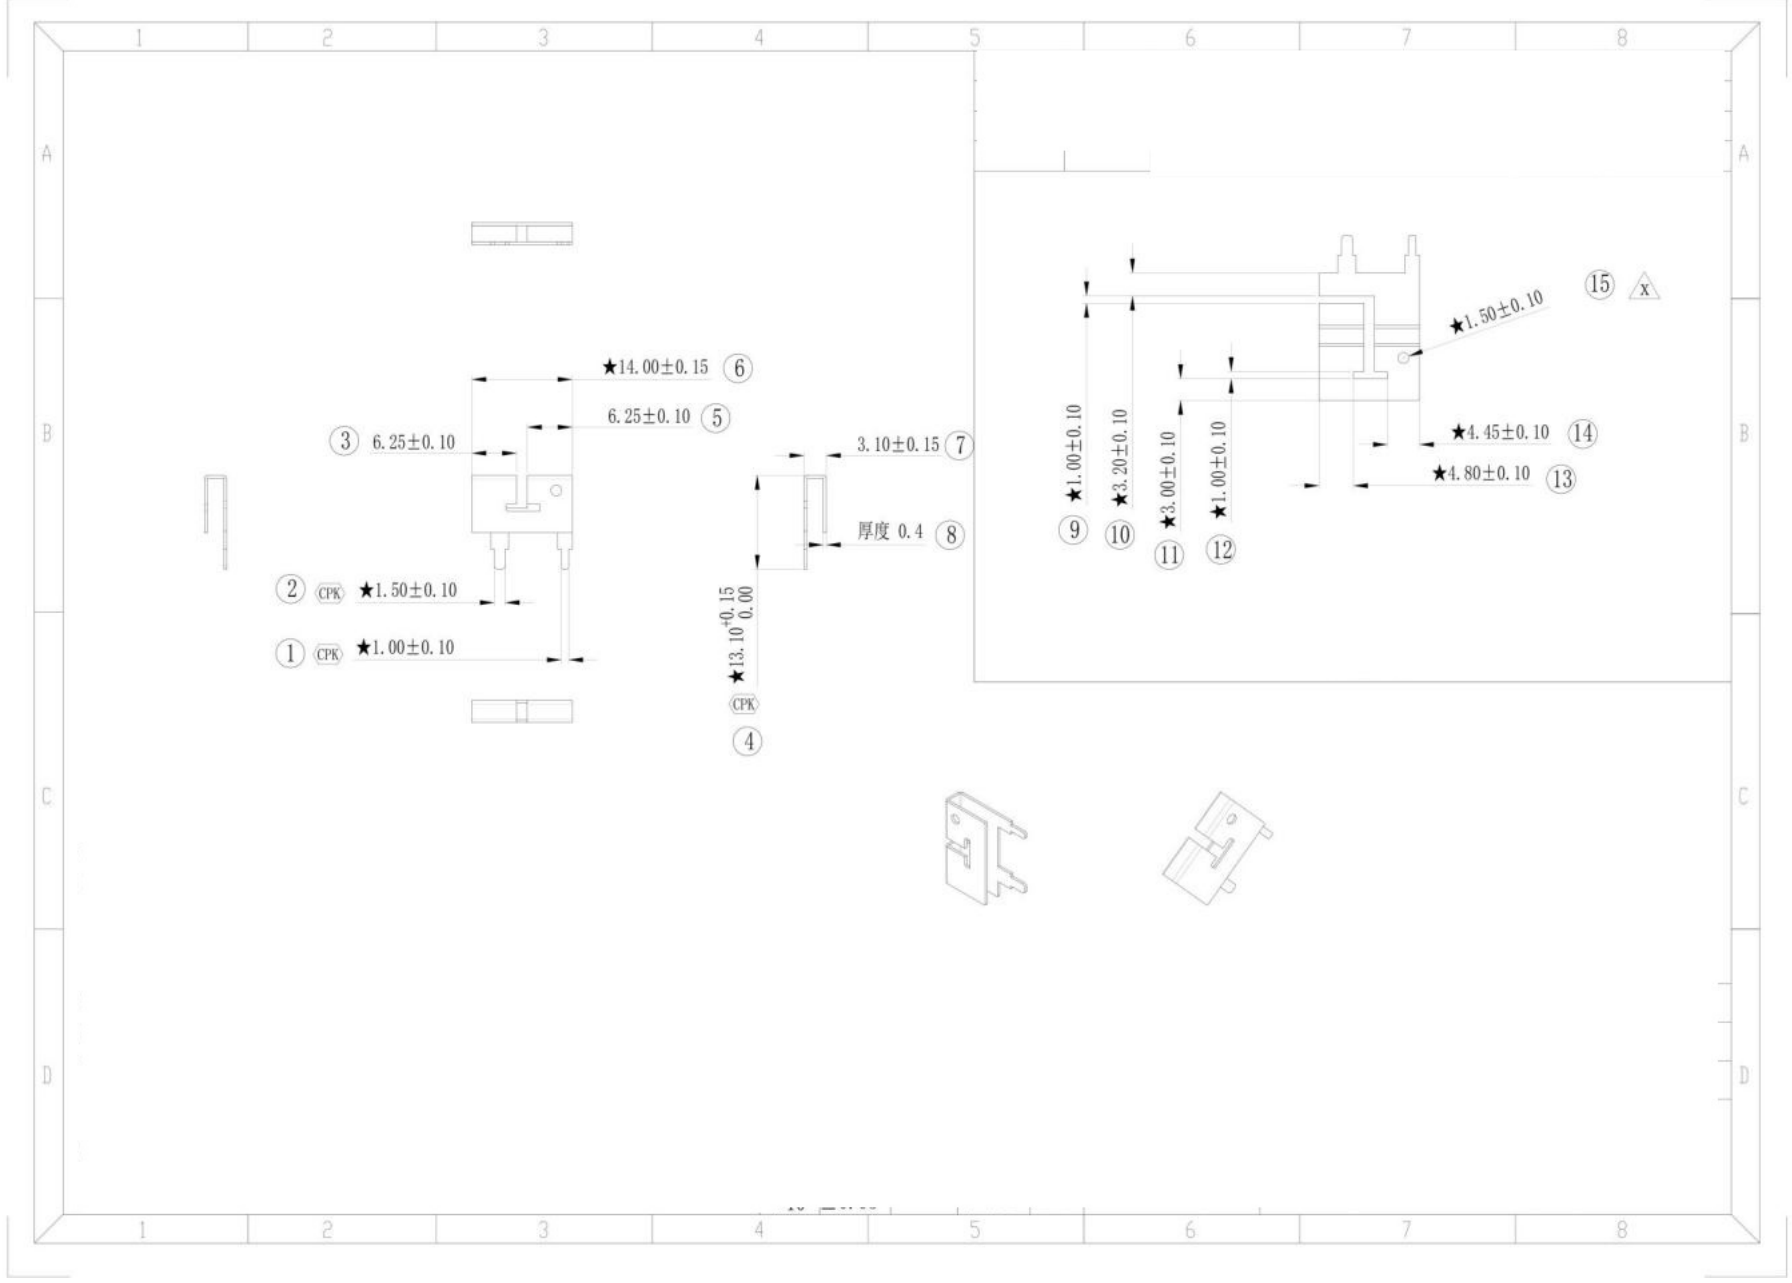 1 2 3 4 5 6 7 8
A A
★1.50±0.10 ⑮ X
★14.00±0.15 ⑥
6.25±0.10 ⑤
③ 6.25±0.10
3.10±0.15 ⑦
厚度 0.4 ⑧
② CPK ★1.50±0.10
① CPK ★1.00±0.10
★13.10 +0.15 0.00
CPK
④
★1.00±0.10
⑨
★3.20±0.10
⑩
★3.00±0.10
⑪
★1.00±0.10
⑫
★4.45±0.10 ⑭
★4.80±0.10 ⑬
B B
C C
D D
1 2 3 4 5 6 7 8